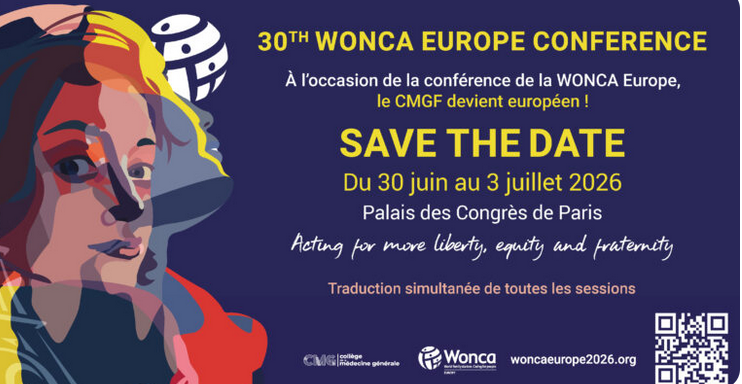 30TH WONCA EUROPE CONFERENCE
À l'occasion de la conférence de la WONCA Europe,
le CMGF devient européen !
SAVE THE DATE
Du 30 juin au 3 juillet 2026
Palais des Congrès de Paris
Acting for more liberty, equity and fraternity
Traduction simultanée de toutes les sessions
CMG collège
médecine générale
Wonca
EUROPE
woncaeurope2026.org